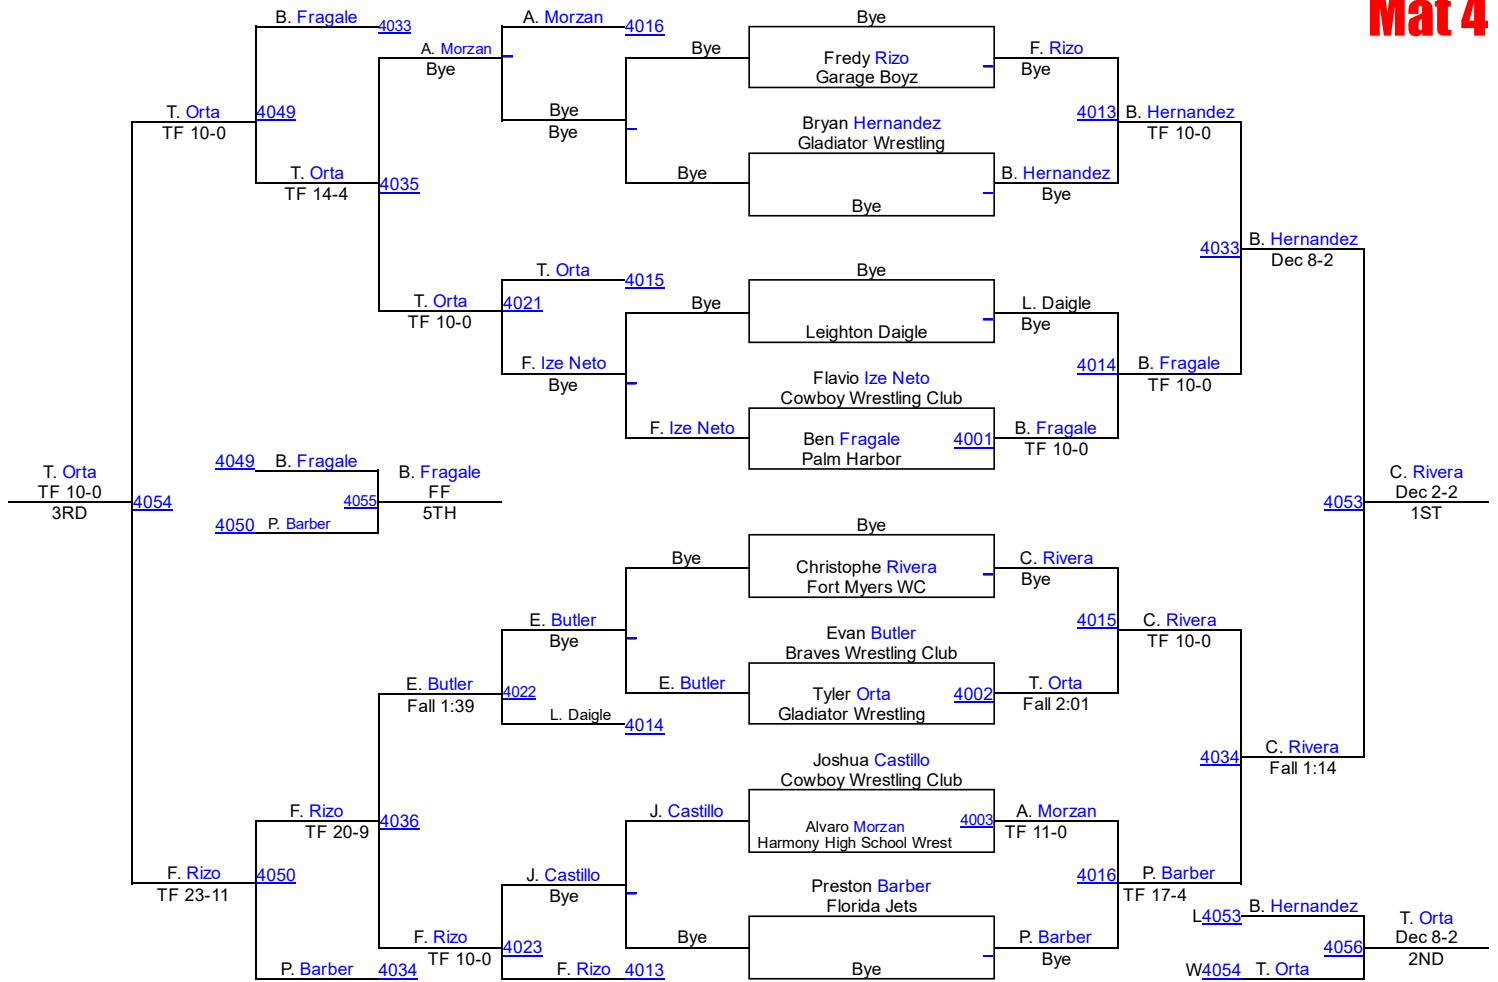 Mat 4
B. Fragale
4033
A. Morzan
4016
Bye
A. Morzan
Bye
Bye
Fredy Rizo
Garage Boyz
F. Rizo
Bye
T. Orta
TF 10-0
4049
Bye
Bye
Bryan Hernandez
Gladiator Wrestling
4013
B. Hernandez
TF 10-0
T. Orta
TF 14-4
4035
Bye
B. Hernandez
Bye
Bye
4033
B. Hernandez
Dec 8-2
T. Orta
4015
Bye
T. Orta
TF 10-0
4021
Bye
Leighton Daigle
L. Daigle
Bye
F. Ize Neto
Bye
Flavio Ize Neto
Cowboy Wrestling Club
4014
B. Fragale
TF 10-0
F. Ize Neto
Ben Fragale
Palm Harbor
4001
B. Fragale
TF 10-0
T. Orta
TF 10-0
3RD
4054
4049
B. Fragale
4055
4050
P. Barber
B. Fragale
FF
5TH
4053
C. Rivera
Dec 2-2
1ST
Bye
Bye
Christophe Rivera
Fort Myers WC
C. Rivera
Bye
E. Butler
Bye
Evan Butler
Braves Wrestling Club
4015
C. Rivera
TF 10-0
E. Butler
Fall 1:39
4022
E. Butler
Tyler Orta
Gladiator Wrestling
4002
T. Orta
Fall 2:01
L. Daigle
4014
Joshua Castillo
Cowboy Wrestling Club
4034
C. Rivera
Fall 1:14
F. Rizo
TF 20-9
4036
J. Castillo
Alvaro Morzan
Harmony High School Wrest
4003
A. Morzan
TF 11-0
F. Rizo
TF 23-11
4050
J. Castillo
Bye
Preston Barber
Florida Jets
4016
P. Barber
TF 17-4
L4053
B. Hernandez
F. Rizo
TF 10-0
4023
Bye
P. Barber
Bye
4056
T. Orta
Dec 8-2
2ND
P. Barber
4034
F. Rizo
4013
Bye
W4054
T. Orta